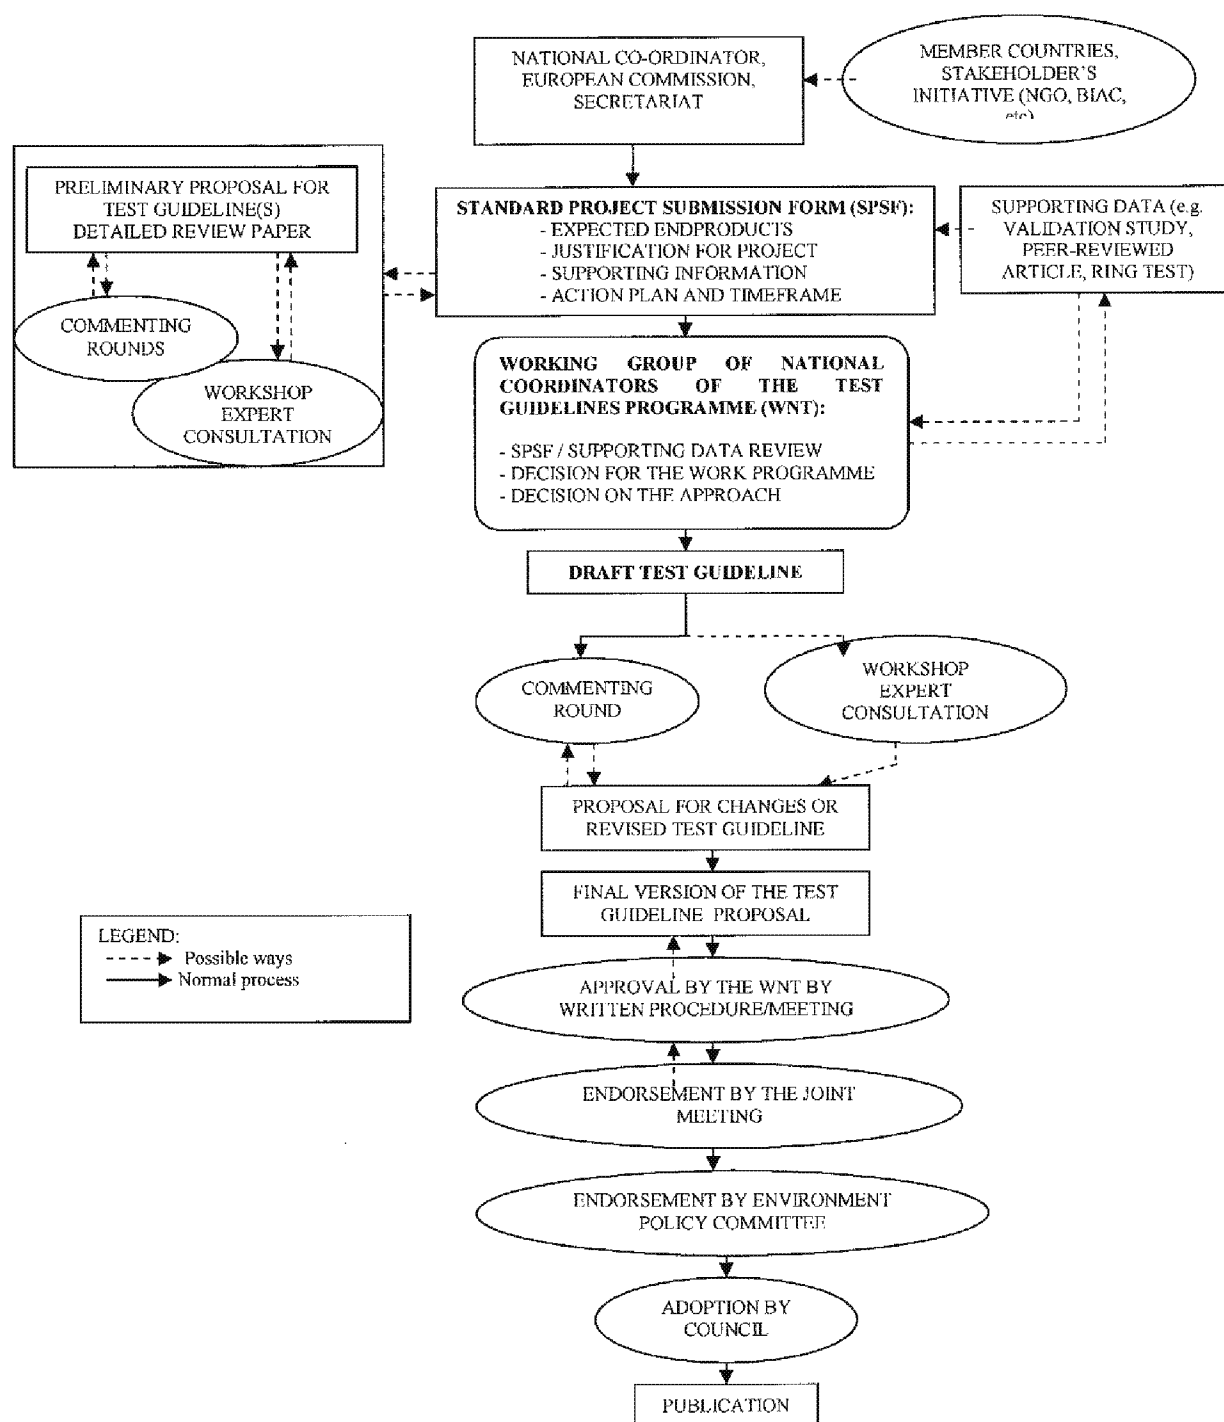 NATIONAL CO-ORDINATOR,
EUROPEAN COMMISSION,
SECRETARIAT
MEMBER COUNTRIES,
STAKEHOLDER'S
INITIATIVE (NGO, BIAC,
etc)
PRELIMINARY PROPOSAL FOR
TEST GUIDELINE(S)
DETAILED REVIEW PAPER
COMMENTING
ROUNDS
WORKSHOP
EXPERT
CONSULTATION
STANDARD PROJECT SUBMISSION FORM (SPSF):
- EXPECTED ENDPRODUCTS
- JUSTIFICATION FOR PROJECT
- SUPPORTING INFORMATION
- ACTION PLAN AND TIMEFRAME
SUPPORTING DATA (e.g.
VALIDATION STUDY,
PEER-REVIEWED
ARTICLE, RING TEST)
WORKING GROUP OF NATIONAL
COORDINATORS OF THE TEST
GUIDELINES PROGRAMME (WNT):
- SPSF / SUPPORTING DATA REVIEW
- DECISION FOR THE WORK PROGRAMME
- DECISION ON THE APPROACH
DRAFT TEST GUIDELINE
COMMENTING
ROUND
WORKSHOP
EXPERT
CONSULTATION
PROPOSAL FOR CHANGES OR
REVISED TEST GUIDELINE
FINAL VERSION OF THE TEST
GUIDELINE PROPOSAL
LEGEND:
Possible ways
Normal process
APPROVAL BY THE WNT BY
WRITTEN PROCEDURE/MEETING
ENDORSEMENT BY THE JOINT
MEETING
ENDORSEMENT BY ENVIRONMENT
POLICY COMMITTEE
ADOPTION BY
COUNCIL
PUBLICATION